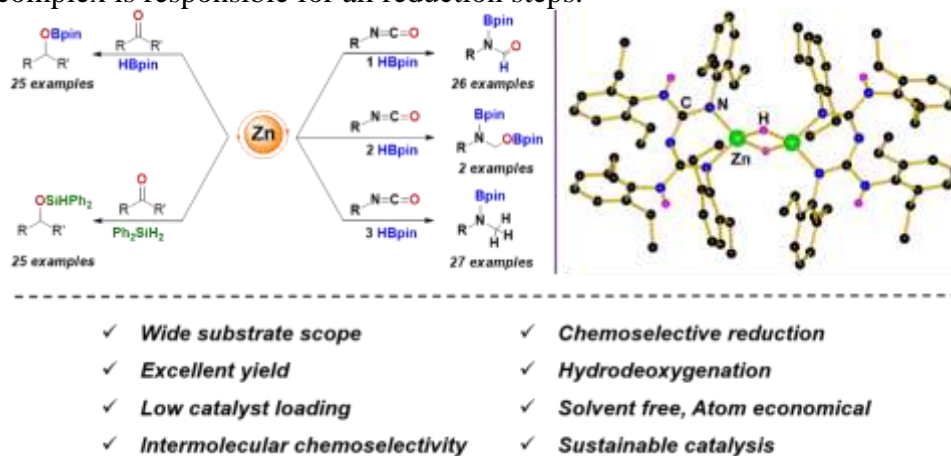 complex is responsible for all reduction steps.
OBpin
R R'
25 examples
O
R R'
HBpin
Zn
R N=C=O
1 HBpin
Bpin
R N O
H
26 examples
R N=C=O
2 HBpin
Bpin
R N OBpin
2 examples
OSiHPh2
R R'
25 examples
O
R R'
Ph2SiH2
R N=C=O
3 HBpin
Bpin
R N C H
H H
27 examples
C N
H
Zn
✓ Wide substrate scope
✓ Excellent yield
✓ Low catalyst loading
✓ Intermolecular chemoselectivity
✓ Chemoselective reduction
✓ Hydrodeoxygenation
✓ Solvent free, Atom economical
✓ Sustainable catalysis